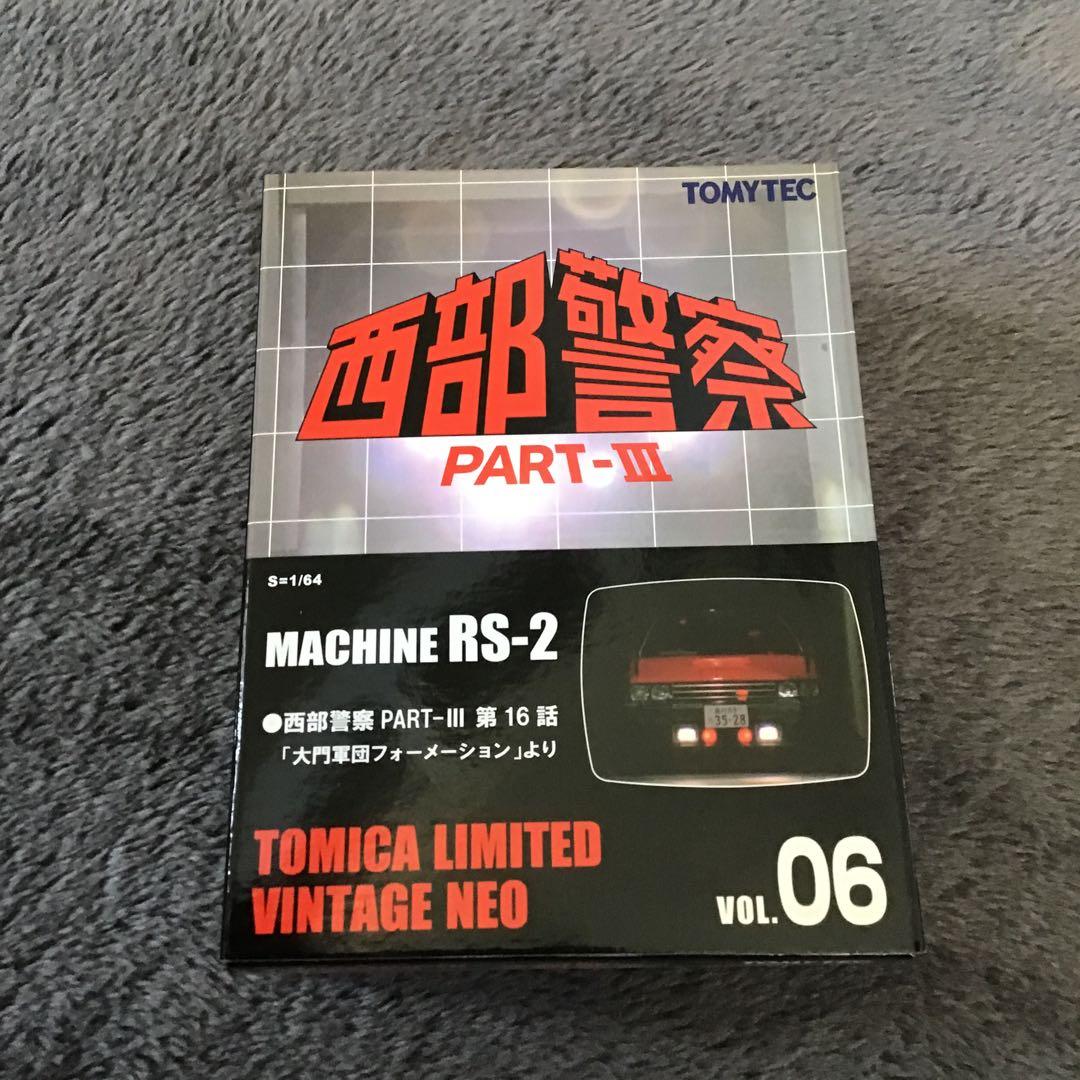 TOMYTEC
西部警察
PART-III
S=1/64
MACHINE RS-2
●西部警察 PART-III 第16話
「大門軍団フォーメーション」より
35-28
TOMICA LIMITED
VINTAGE NEO
VOL.06